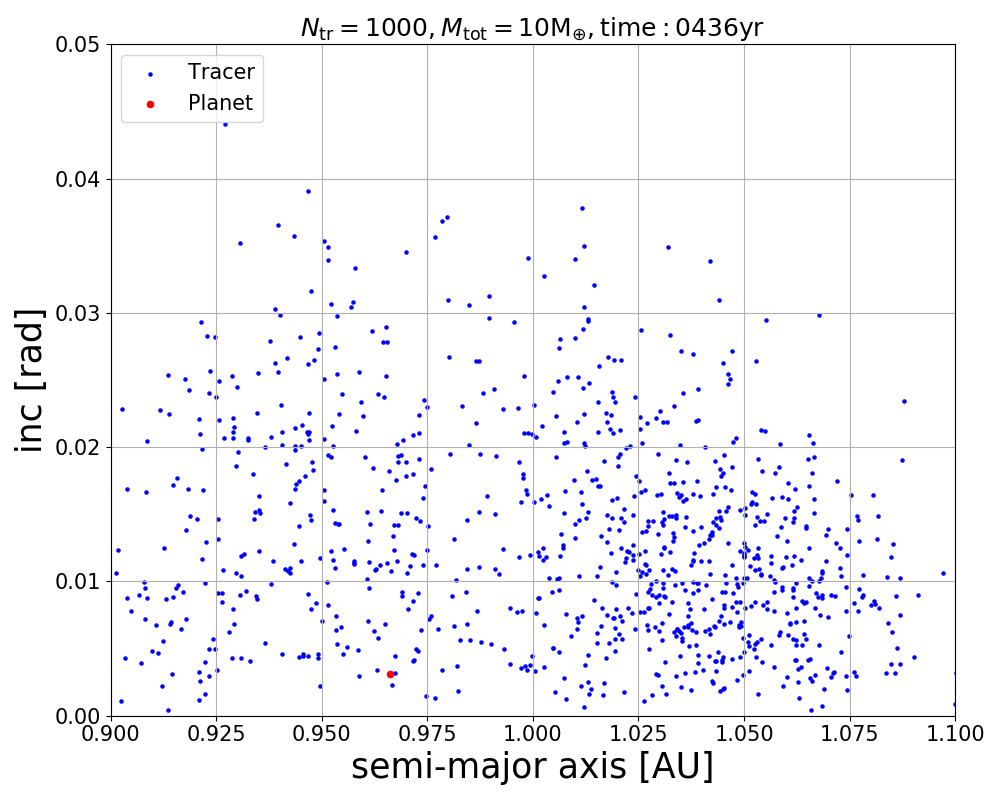 N_tr = 1000, M_tot = 10M_⊕, time : 0436yr
0.05
Tracer
Planet
0.04
0.03
inc [rad]
0.02
0.01
0.00
0.900 0.925 0.950 0.975 1.000 1.025 1.050 1.075 1.100
semi-major axis [AU]